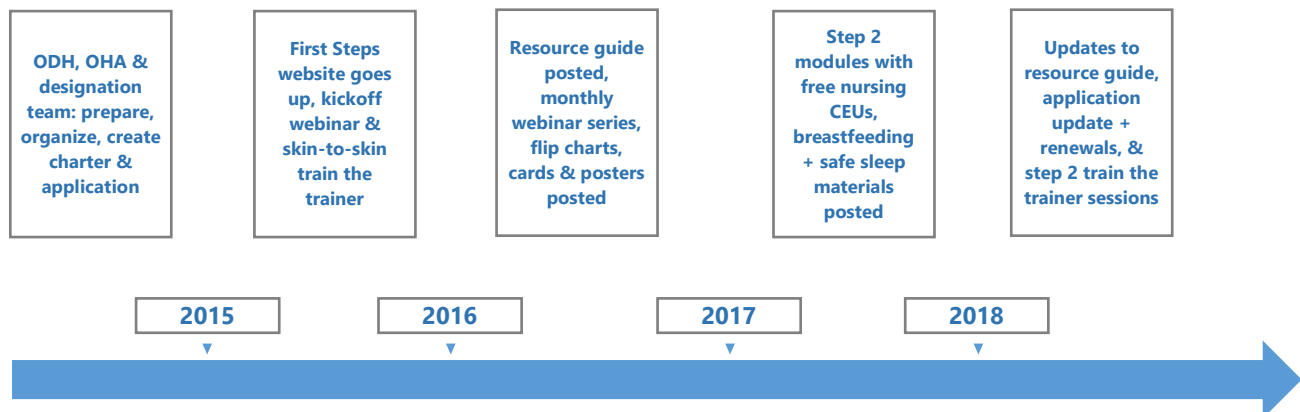 ODH, OHA &
designation
team: prepare,
organize, create
charter &
application
First Steps
website goes
up, kickoff
webinar &
skin-to-skin
train the
trainer
Resource guide
posted,
monthly
webinar series,
flip charts,
cards & posters
posted
Step 2
modules with
free nursing
CEUs,
breastfeeding
+ safe sleep
materials
posted
Updates to
resource guide,
application
update +
renewals, &
step 2 train the
trainer sessions
2015
2016
2017
2018